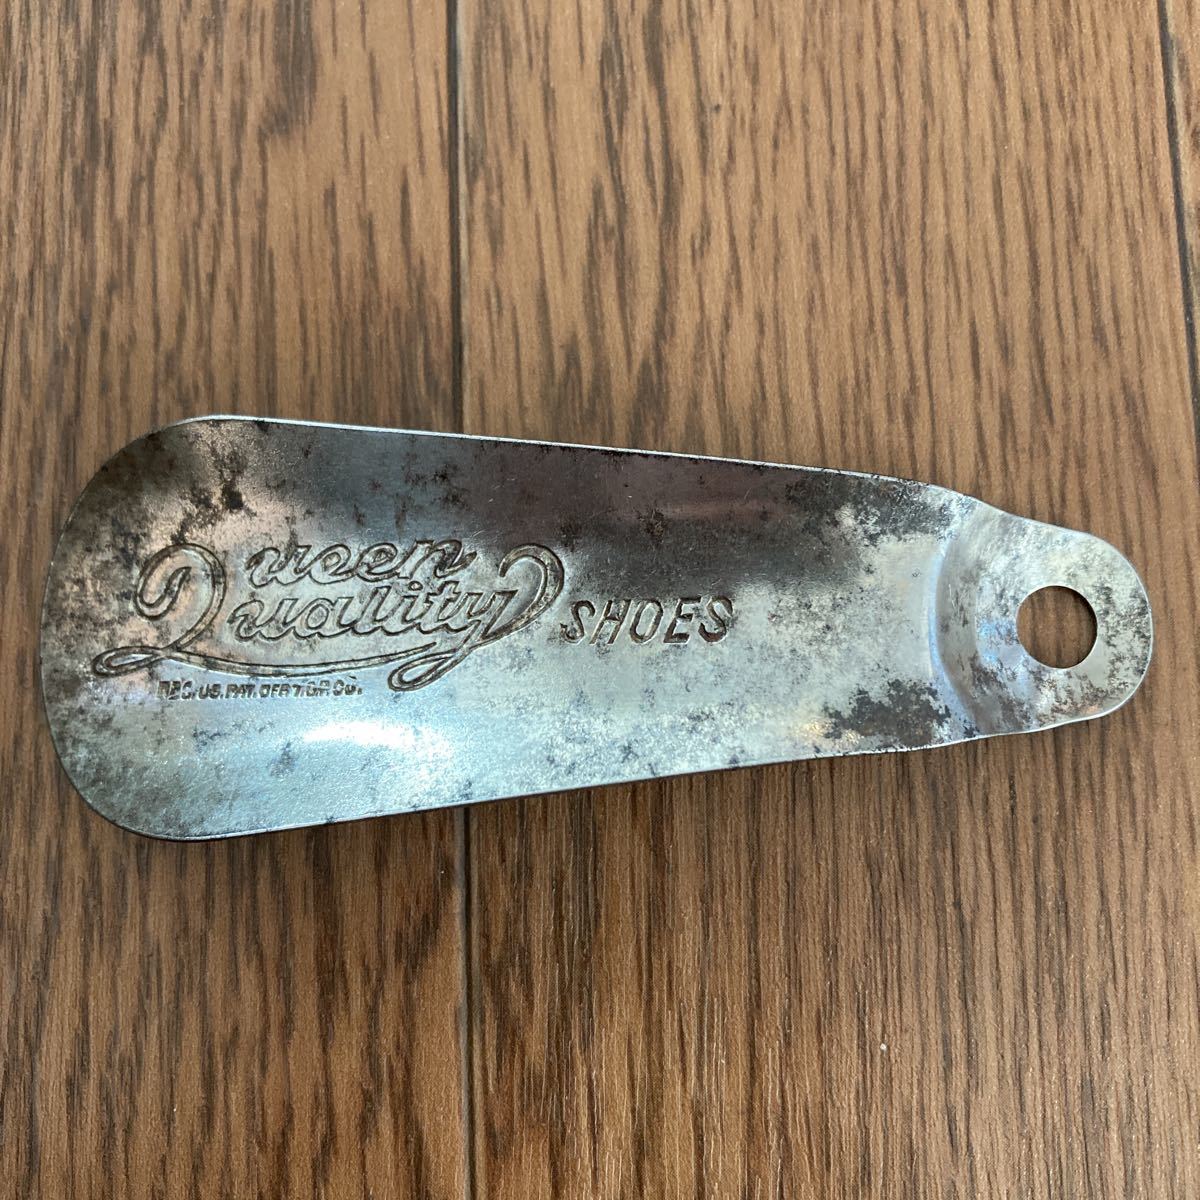 Queen
Quality SHOES
REG. U.S. PAT. OFF T.G.P. CO.